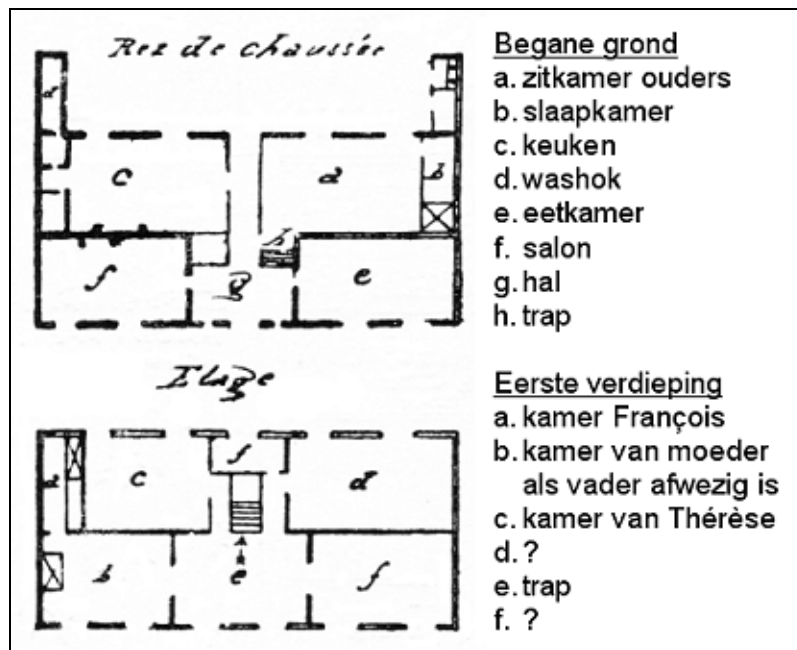 Rez de chaussée
c
a
b
h
f
g
e
Etage
f
a
c
d
b
e
f
Begane grond
a. zitkamer ouders
b. slaapkamer
c. keuken
d. washok
e. eetkamer
f. salon
g. hal
h. trap
Eerste verdieping
a. kamer François
b. kamer van moeder
als vader afwezig is
c. kamer van Thérèse
d. ?
e. trap
f. ?